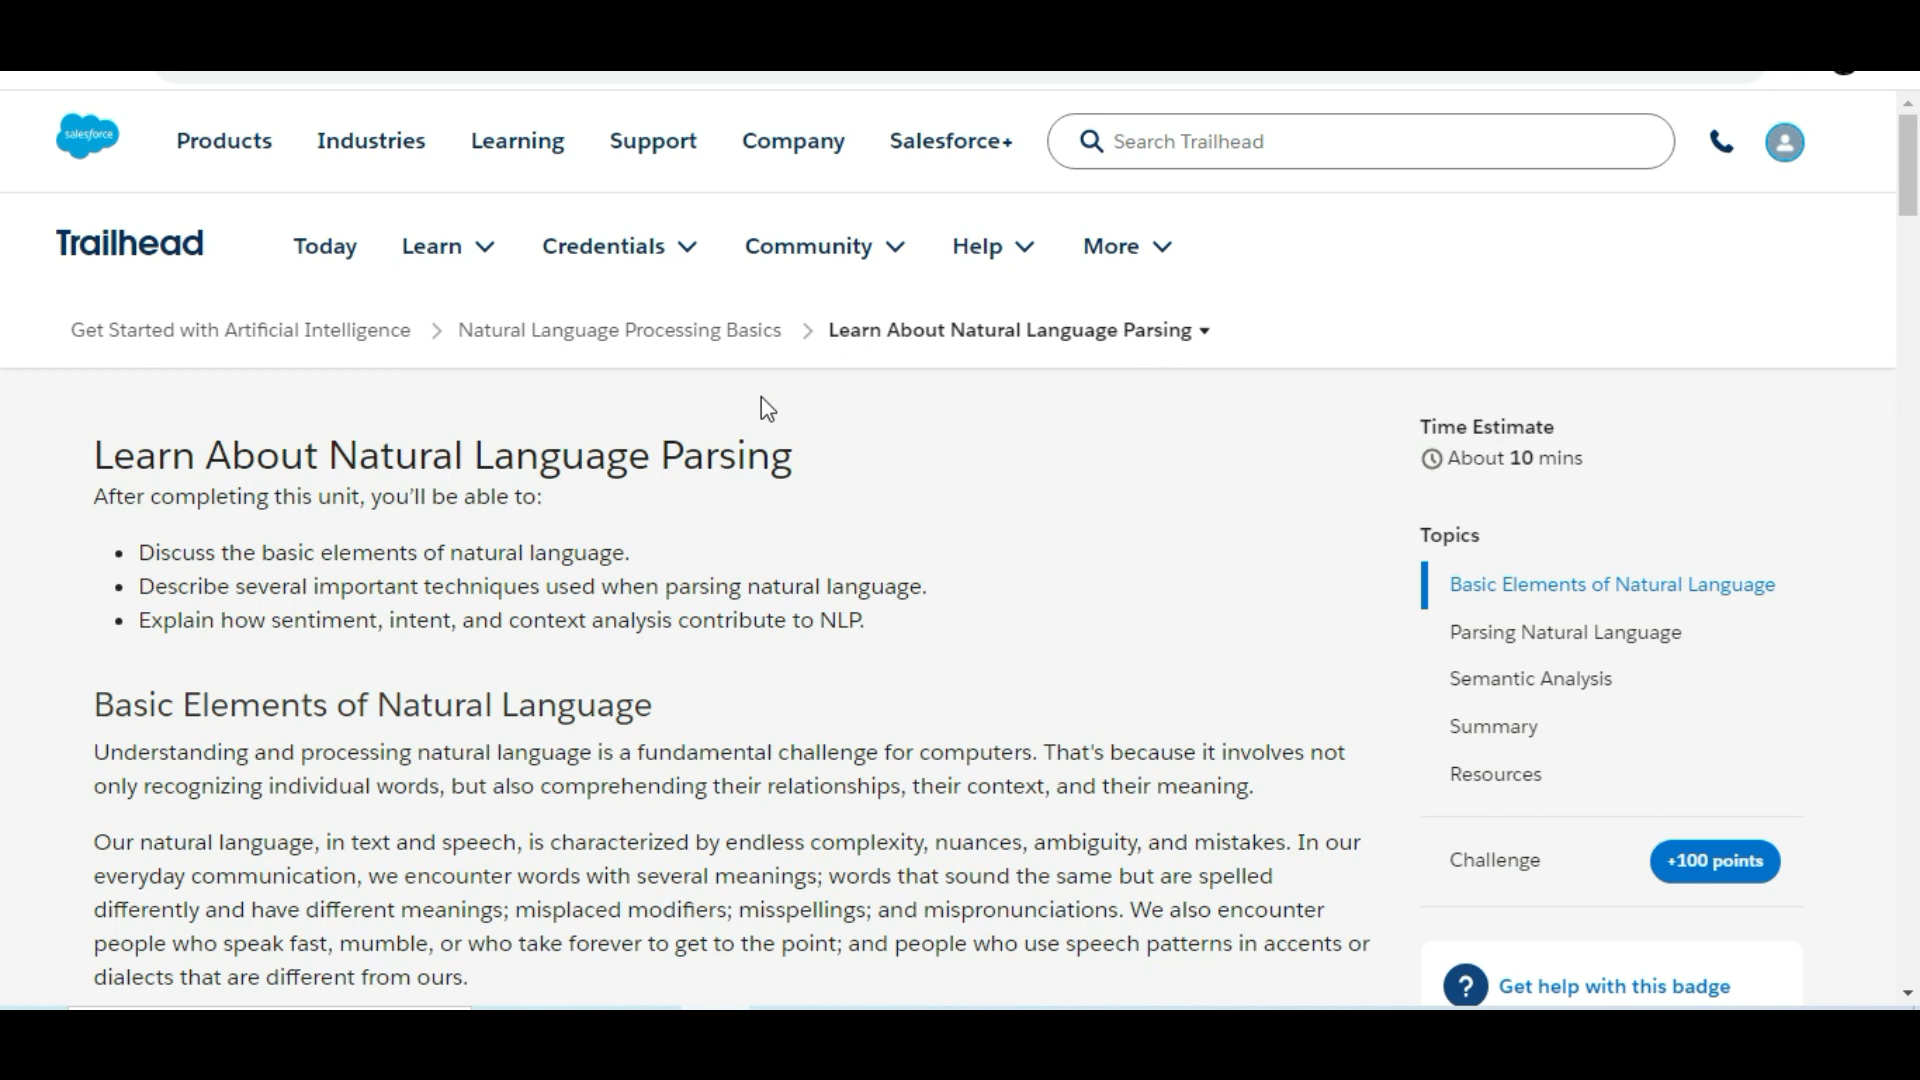 salesforce
Products
Industries
Learning
Support
Company
Salesforce+
Search Trailhead
Trailhead
Today
Learn
Credentials
Community
Help
More
Get Started with Artificial Intelligence
Natural Language Processing Basics
Learn About Natural Language Parsing
Learn About Natural Language Parsing
After completing this unit, you’ll be able to:
• Discuss the basic elements of natural language.
• Describe several important techniques used when parsing natural language.
• Explain how sentiment, intent, and context analysis contribute to NLP.
Basic Elements of Natural Language
Understanding and processing natural language is a fundamental challenge for computers. That's because it involves not
only recognizing individual words, but also comprehending their relationships, their context, and their meaning.
Our natural language, in text and speech, is characterized by endless complexity, nuances, ambiguity, and mistakes. In our
everyday communication, we encounter words with several meanings; words that sound the same but are spelled
differently and have different meanings; misplaced modifiers; misspellings; and mispronunciations. We also encounter
people who speak fast, mumble, or who take forever to get to the point; and people who use speech patterns in accents or
dialects that are different from ours.
Time Estimate
About 10 mins
Topics
Basic Elements of Natural Language
Parsing Natural Language
Semantic Analysis
Summary
Resources
Challenge
+100 points
? Get help with this badge